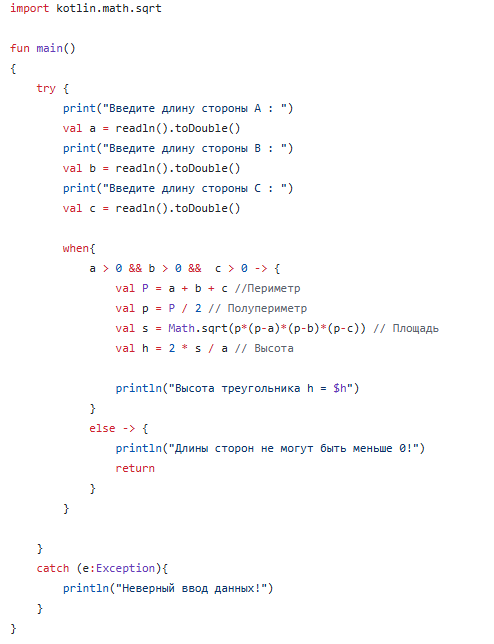 import kotlin.math.sqrt
fun main()
{
try {
print("Введите длину стороны A : ")
val a = readln().toDouble()
print("Введите длину стороны B : ")
val b = readln().toDouble()
print("Введите длину стороны C : ")
val c = readln().toDouble()
when{
a > 0 && b > 0 &&  c > 0 -> {
val P = a + b + c //Периметр
val p = P / 2 // Полупериметр
val s = Math.sqrt(p*(p-a)*(p-b)*(p-c)) // Площадь
val h = 2 * s / a // Высота
println("Высота треугольника h = $h")
}
else -> {
println("Длины сторон не могут быть меньше 0!")
return
}
}
}
catch (e:Exception){
println("Неверный ввод данных!")
}
}